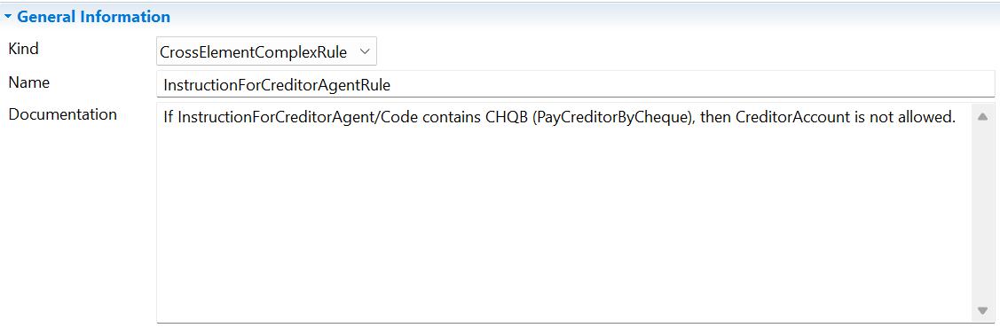 General Information
Kind
CrossElementComplexRule
Name
InstructionForCreditorAgentRule
Documentation
If InstructionForCreditorAgent/Code contains CHQB (PayCreditorByCheque), then CreditorAccount is not allowed.